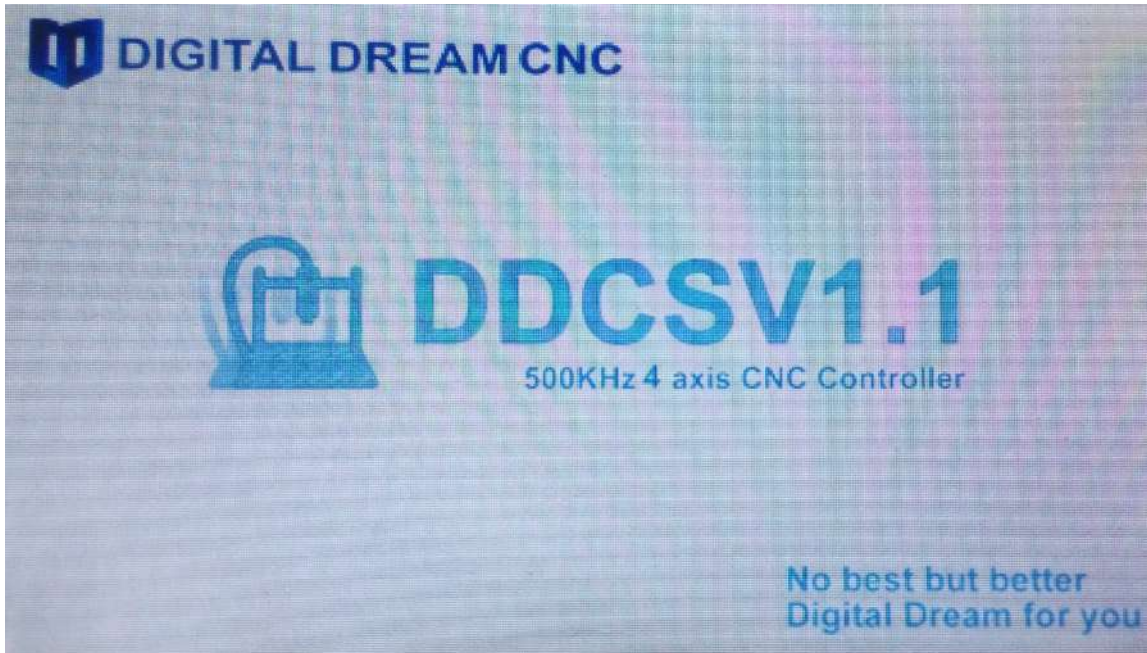 DIGITAL DREAM CNC
DDCSV1.1
500KHz 4 axis CNC Controller
No best but better
Digital Dream for you